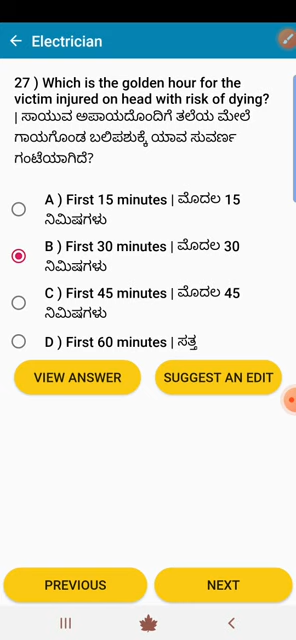 Electrician
27 ) Which is the golden hour for the
victim injured on head with risk of dying?
| ಸಾಯುವ ಅಪಾಯದೊಂದಿಗೆ ತಲೆಯ ಮೇಲೆ
ಗಾಯಗೊಂಡ ಬಲಿಪಶುಕ್ಕೆ ಯಾವ ಸುವರ್ಣ
ಗಂಟೆಯಾಗಿದೆ?
A ) First 15 minutes | ಮೊದಲ 15
ನಿಮಿಷಗಳು
B ) First 30 minutes | ಮೊದಲ 30
ನಿಮಿಷಗಳು
C ) First 45 minutes | ಮೊದಲ 45
ನಿಮಿಷಗಳು
D ) First 60 minutes | ಸತ್ತ
VIEW ANSWER
SUGGEST AN EDIT
PREVIOUS
NEXT